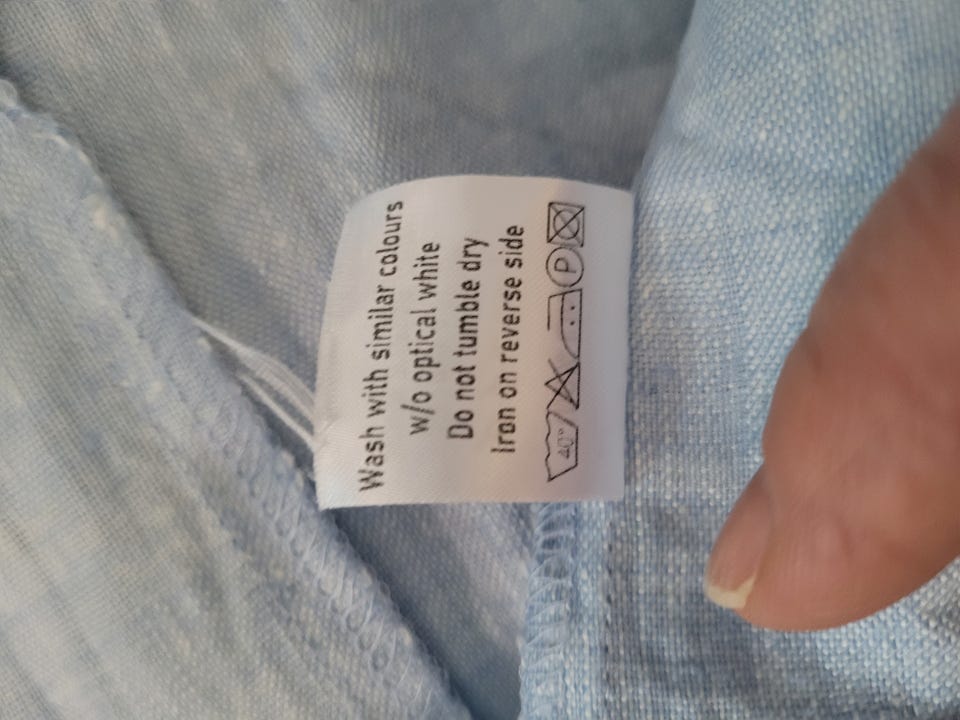 Wash with similar colours
w/o optical white
Do not tumble dry
Iron on reverse side
40° P